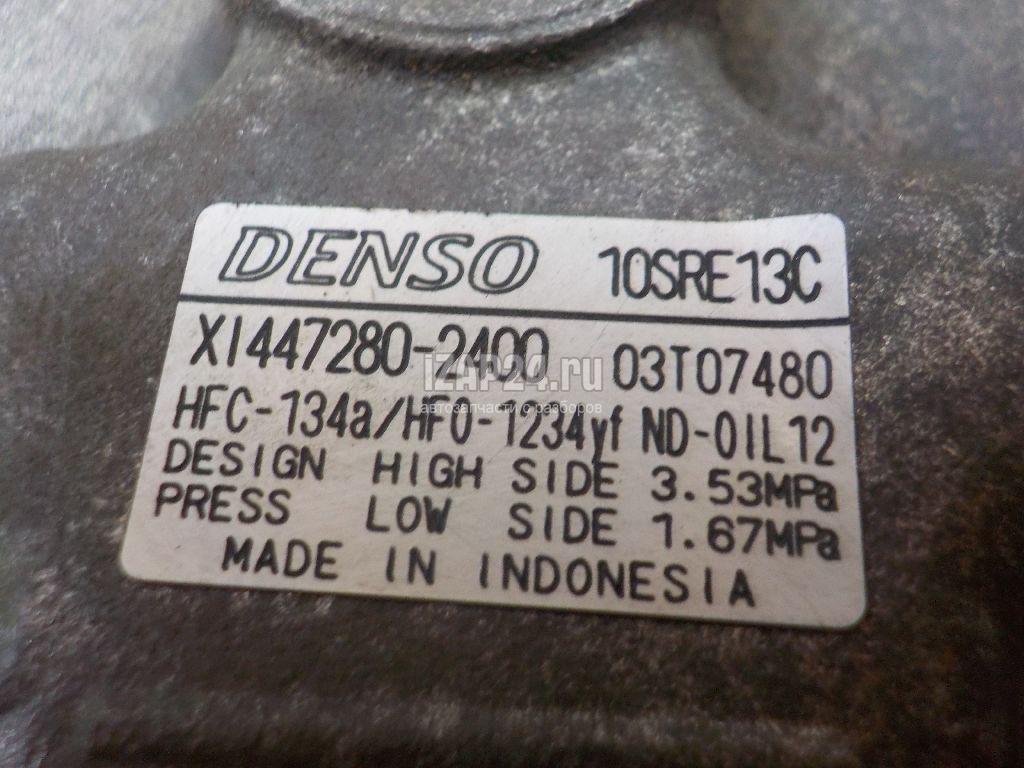 DENSO 10SRE13C
XI447280-2400 03T07480
IZAP24.ru
автозапчасти с разборов
HFC-134a/HFO-1234yf ND-OIL12
DESIGN HIGH SIDE 3.53MPa
PRESS LOW SIDE 1.67MPa
MADE IN INDONESIA